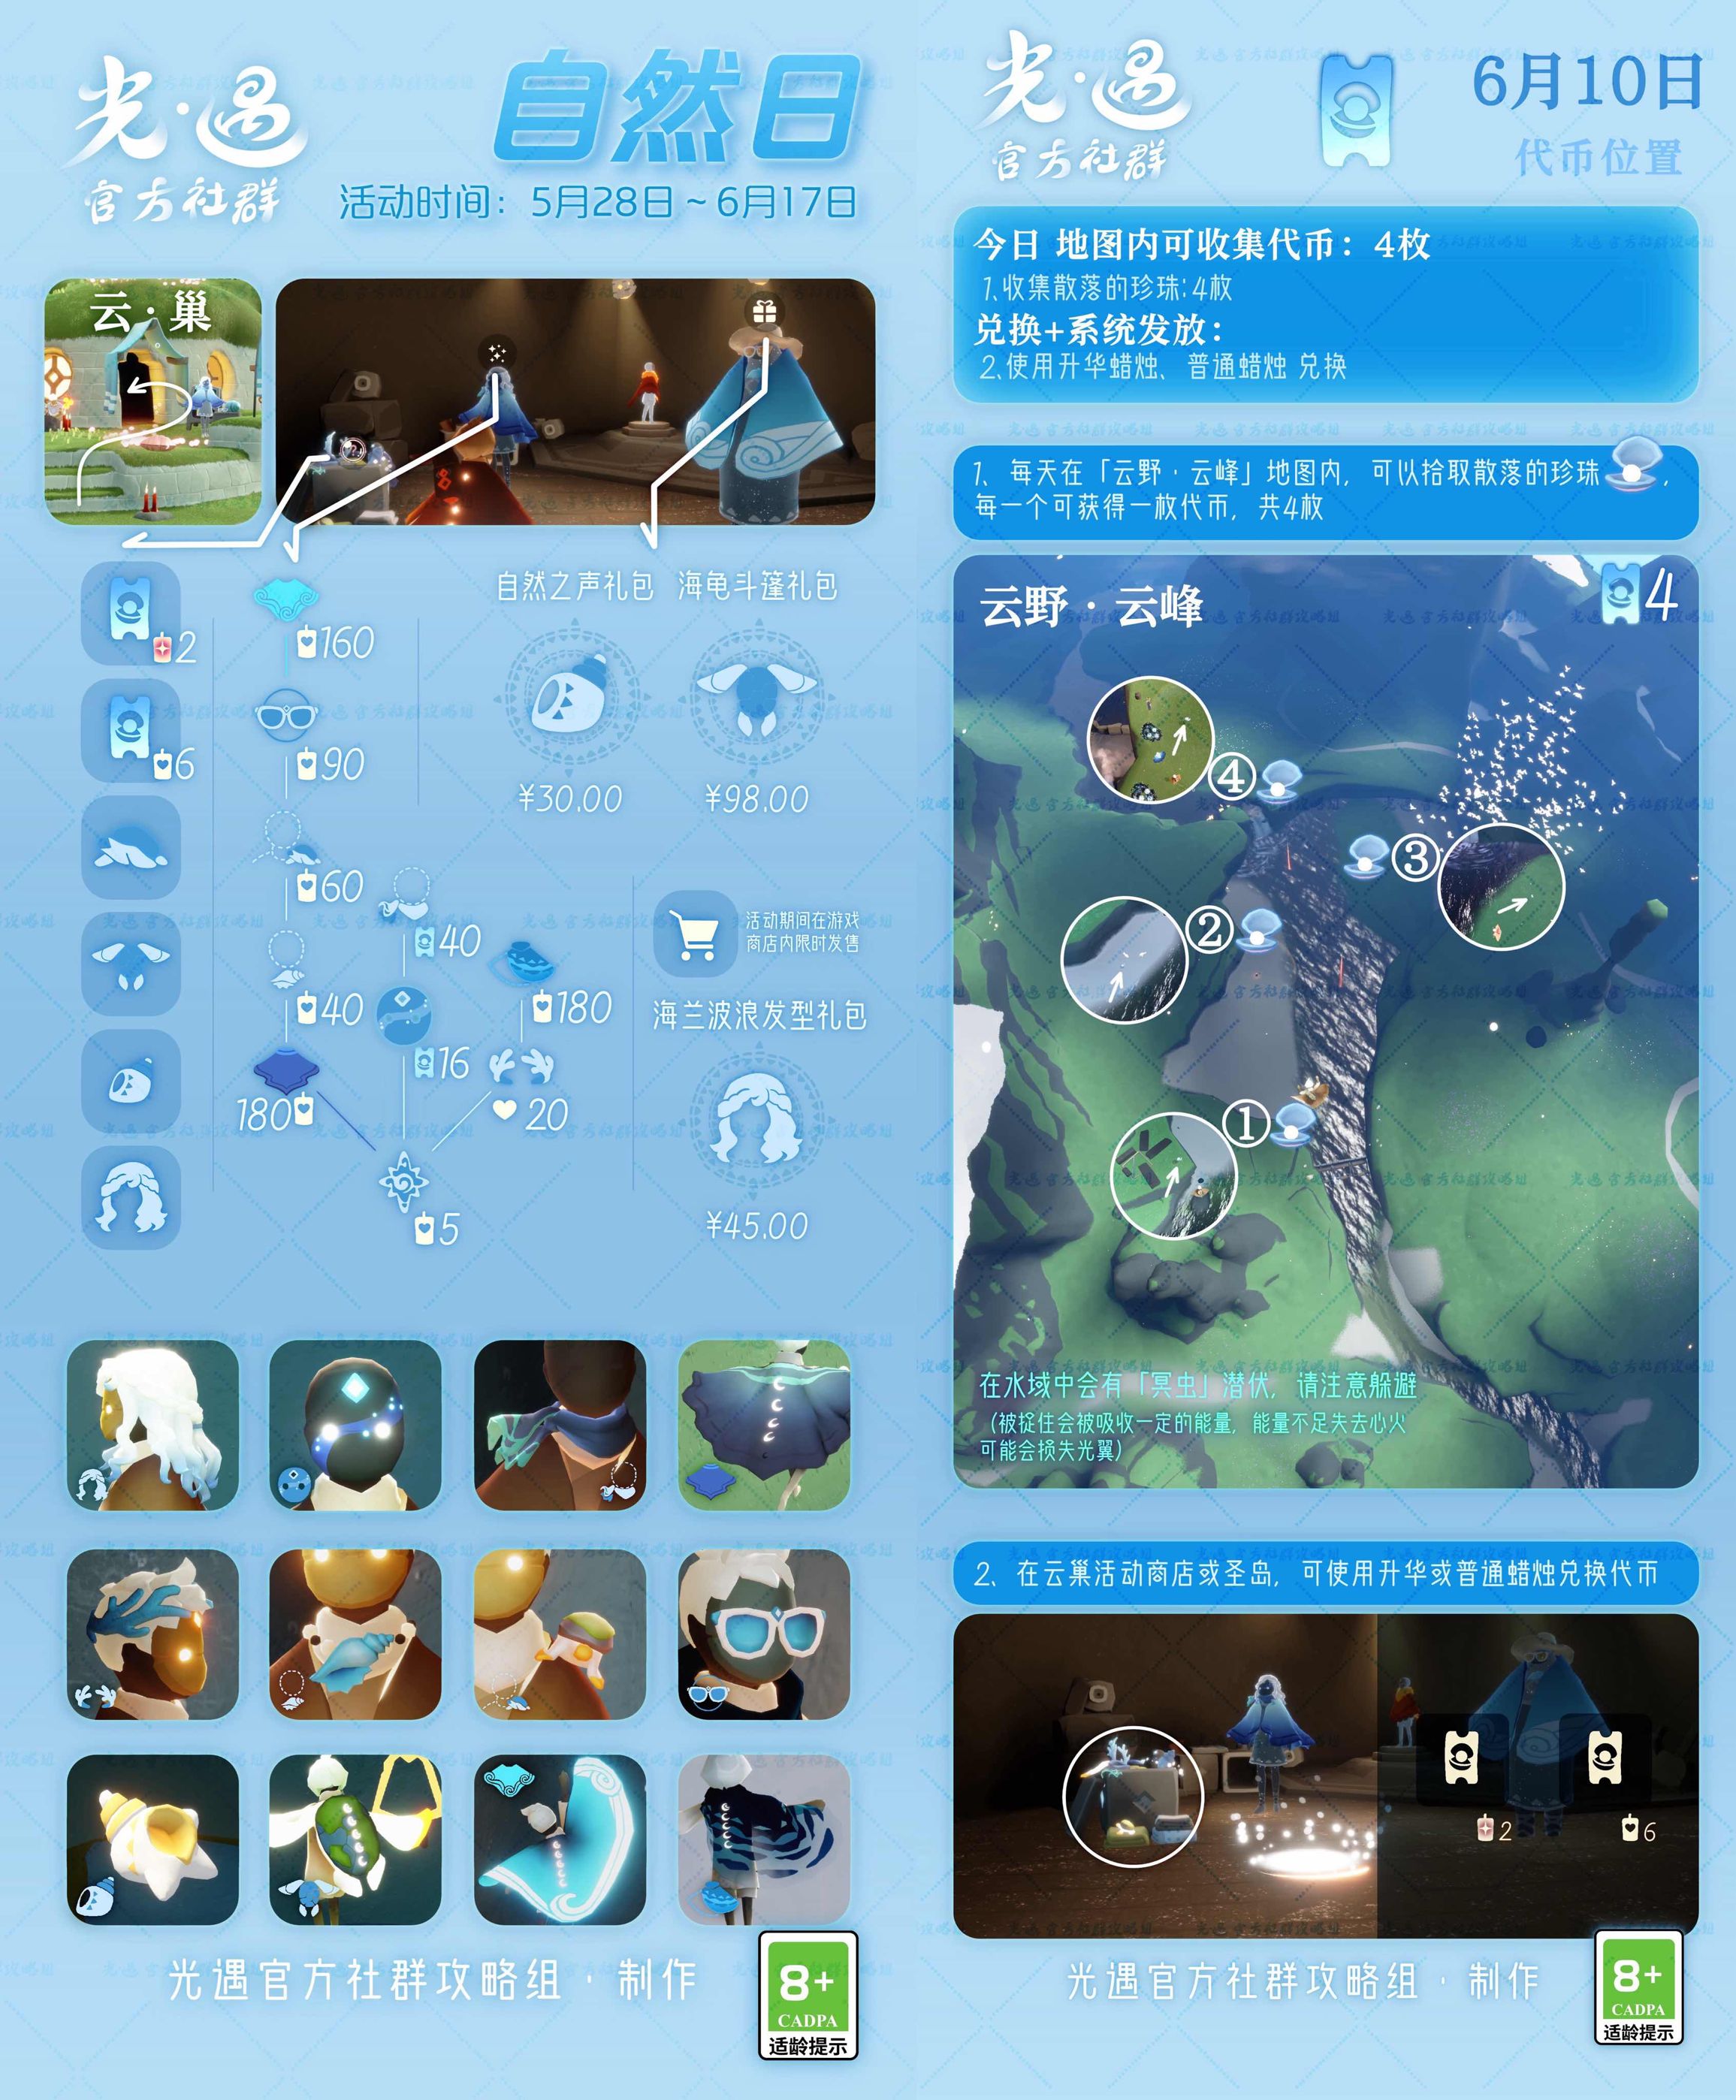 光·遇
官方社群
自然日
活动时间：5月28日～6月17日
云·巢
2
6
160
90
60
40
180
40
16
180
20
5
自然之声礼包
海龟斗篷礼包
¥30.00
¥98.00
活动期间在游戏
商店内限时发售
海兰波浪发型礼包
¥45.00
光遇官方社群攻略组·制作
8+
CADPA
适龄提示
光·遇
官方社群
6月10日
代币位置
今日 地图内可收集代币：4枚
1、收集散落的珍珠：4枚
兑换+系统发放：
2、使用升华蜡烛、普通蜡烛 兑换
1、每天在「云野·云峰」地图内，可以拾取散落的珍珠，
每一个可获得一枚代币，共4枚
云野·云峰
4
④
③
②
①
在水域中会有「冥虫」潜伏，请注意躲避
（被捉住会被吸收一定的能量，能量不足失去心火
可能会损失光翼）
2、在云巢活动商店或圣岛，可使用升华或普通蜡烛兑换代币
2
6
光遇官方社群攻略组·制作
8+
CADPA
适龄提示